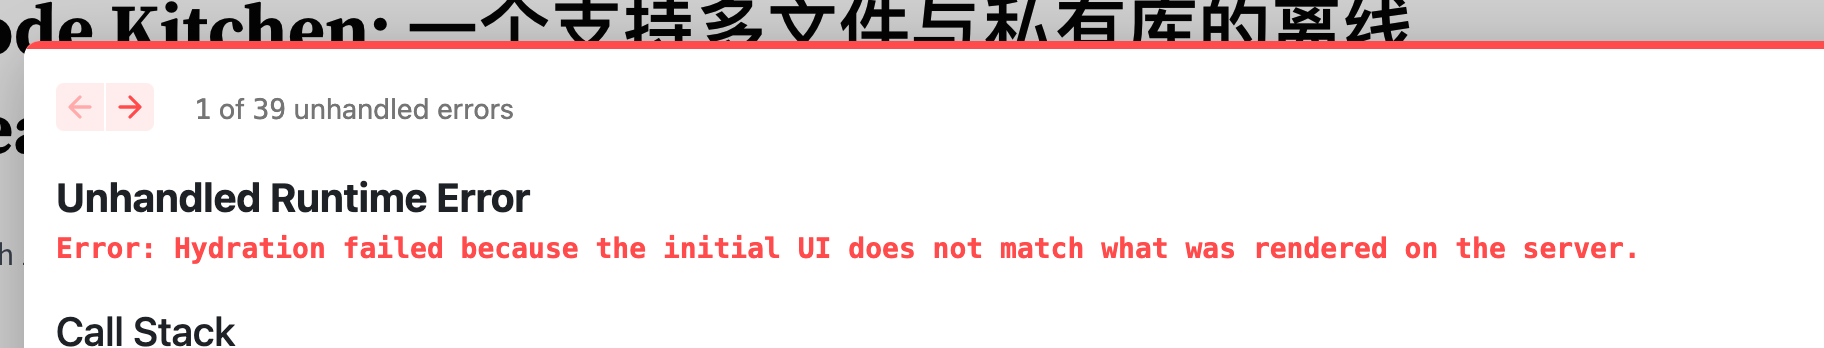 ode Kitchen: 一个支持多文件与私有库的离线
ea
1 of 39 unhandled errors
Unhandled Runtime Error
h
Error: Hydration failed because the initial UI does not match what was rendered on the server.
Call Stack